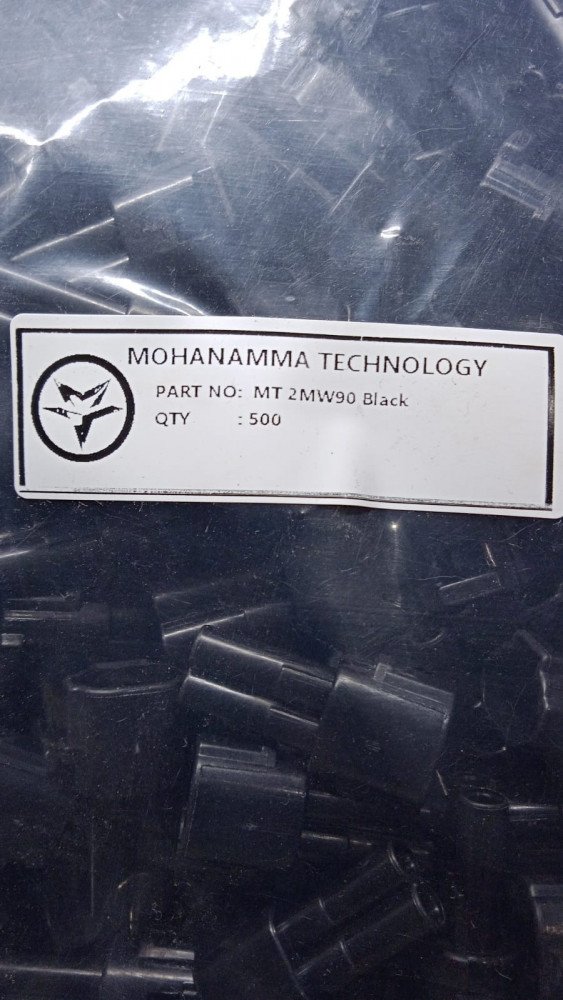 MOHANAMMA TECHNOLOGY
PART NO: MT 2MW90 Black
QTY : 500